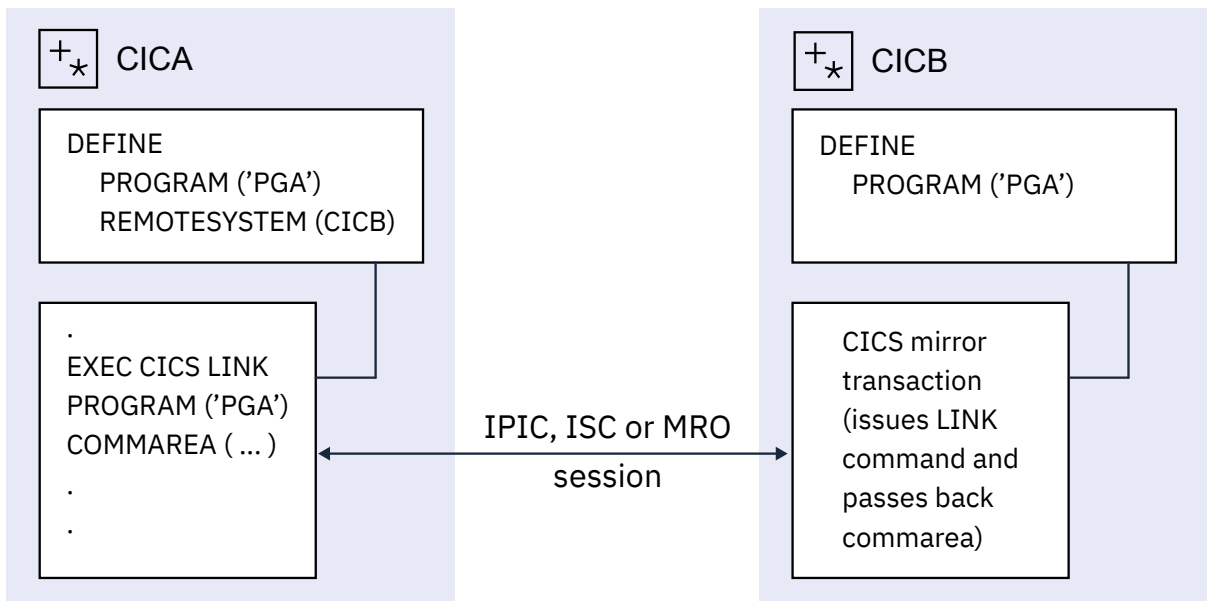 CICA
DEFINE
PROGRAM (’PGA’)
REMOTESYSTEM (CICB)
.
EXEC CICS LINK
PROGRAM (’PGA’)
COMMAREA ( ... )
.
.
IPIC, ISC or MRO
session
CICB
DEFINE
PROGRAM (’PGA’)
CICS mirror
transaction
(issues LINK
command and
passes back
commarea)